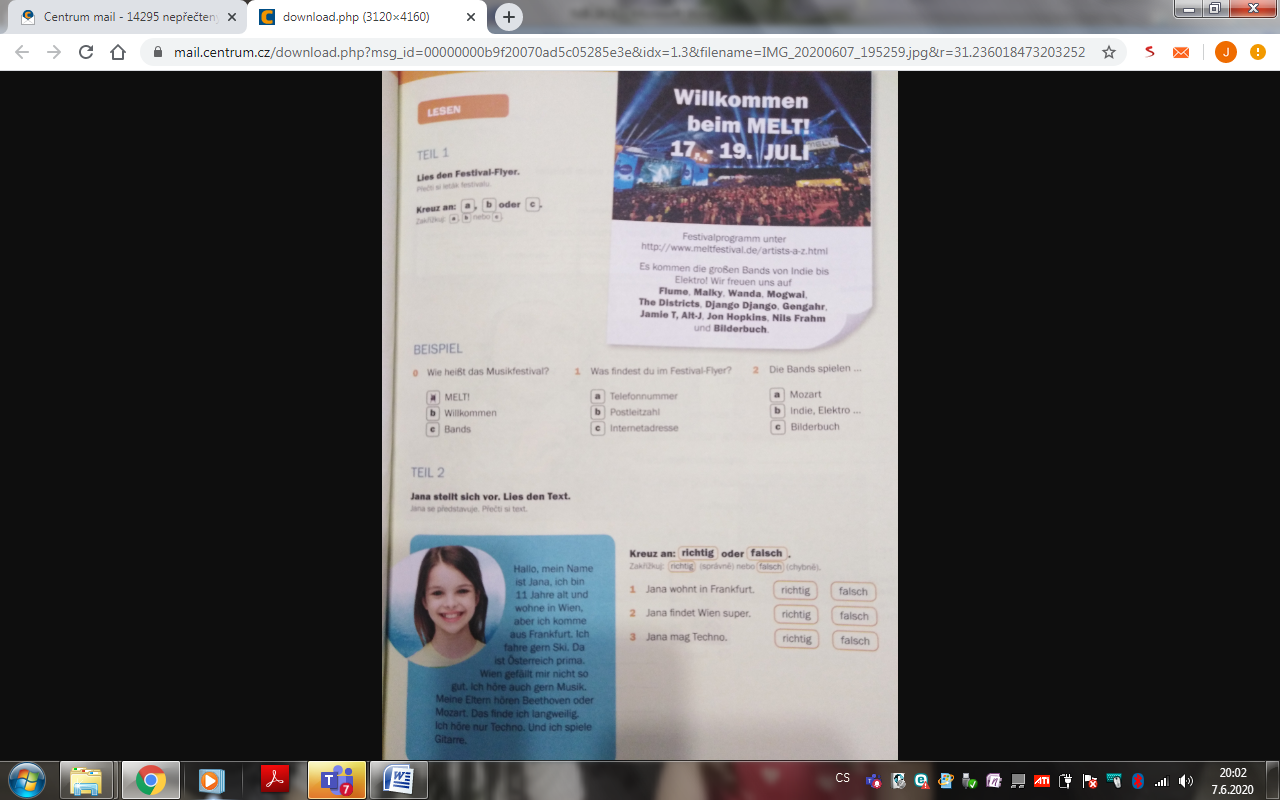 Centrum mail - 14295 nepřečten
download.php (3120×4160)
mail.centrum.cz/download.php?msg_id=00000000b9f20070ad5c05285e3e&idx=1.3&filename=IMG_20200607_195259.jpg&r=31.236018473203252
J
LESEN
TEIL 1
Lies den Festival-Flyer.
Přečti si leták festivalu.
Kreuz an: a, b oder c.
Zakřížkuj: a, b nebo c.
Willkommen
beim MELT!
17. - 19. JULI
Festivalprogramm unter
http://www.meltfestival.de/artists-a-z.html
Es kommen die großen Bands von Indie bis
Elektro! Wir freuen uns auf
Flume, Malky, Wanda, Mogwai,
The Districts, Django Django, Gengahr,
Jamie T, Alt-J, Jon Hopkins, Nils Frahm
und Bilderbuch.
BEISPIEL
0 Wie heißt das Musikfestival?
a MELT!
b Willkommen
c Bands
1 Was findest du im Festival-Flyer?
a Telefonnummer
b Postleitzahl
c Internetadresse
2 Die Bands spielen ...
a Mozart
b Indie, Elektro ...
c Bilderbuch
TEIL 2
Jana stellt sich vor. Lies den Text.
Jana se představuje. Přečti si text.
Hallo, mein Name
ist Jana, ich bin
11 Jahre alt und
wohne in Wien,
aber ich komme
aus Frankfurt. Ich
fahre gern Ski. Da
ist Österreich prima.
Wien gefällt mir nicht so
gut. Ich höre auch gern Musik.
Meine Eltern hören Beethoven oder
Mozart. Das finde ich langweilig.
Ich höre nur Techno. Und ich spiele
Gitarre.
Kreuz an: richtig oder falsch.
Zakřížkuj: richtig (správně) nebo falsch (chybně).
1 Jana wohnt in Frankfurt. richtig falsch
2 Jana findet Wien super. richtig falsch
3 Jana mag Techno. richtig falsch
7
CS
ATI
20:02
7.6.2020